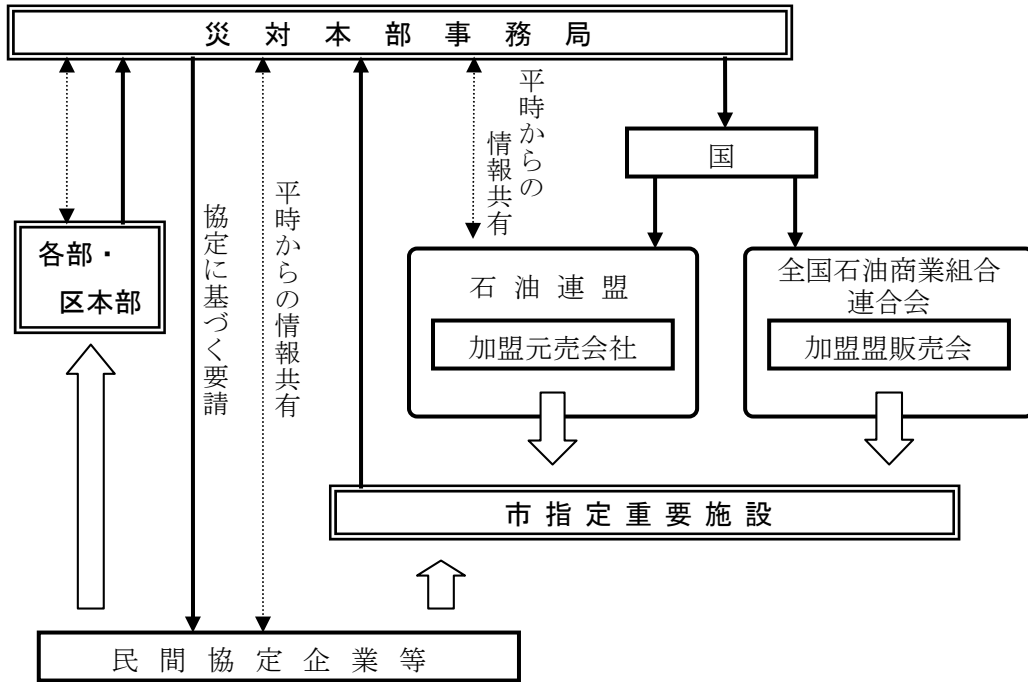 災対本部事務局
平時からの
情報共有
国
各部・
区本部
協定に基づく要請
平時からの情報共有
石油連盟
加盟元売会社
全国石油商業組合
連合会
加盟盟販売会
市指定重要施設
民間協定企業等